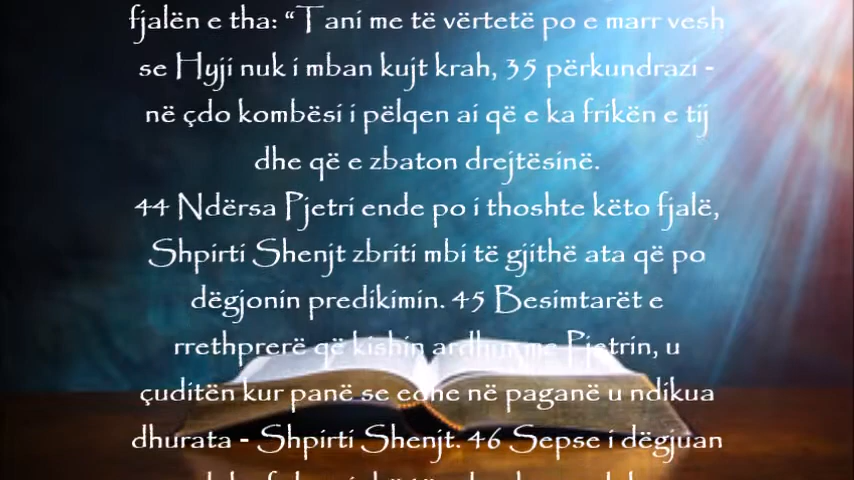 fjalën e tha: “Tani me të vërtetë po e marr vesh
se Hyji nuk i mban kujt krah, 35 përkundrazi -
në çdo kombësi i pëlqen ai që e ka frikën e tij
dhe që e zbaton drejtësinë.
44 Ndërsa Pjetri ende po i thoshte këto fjalë,
Shpirti Shenjt zbriti mbi të gjithë ata që po
dëgjonin predikimin. 45 Besimtarët e
rrethprerë që kishin ardhur me Pjetrin, u
çuditën kur panë se edhe në paganë u ndikua
dhurata - Shpirti Shenjt. 46 Sepse i dëgjuan